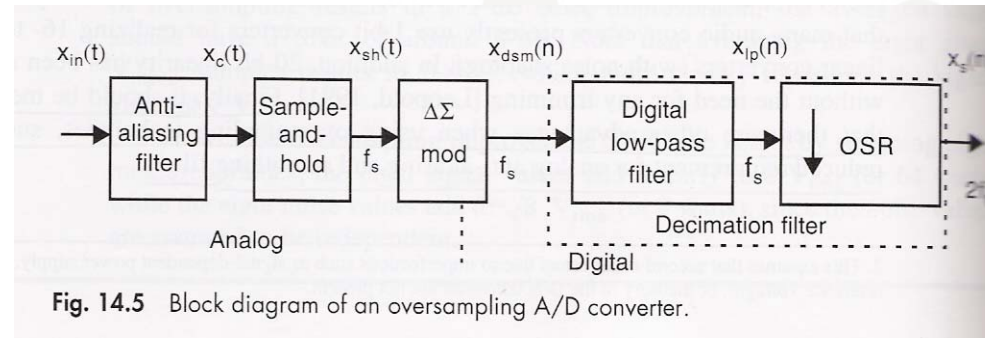 x_in(t) x_c(t) x_sh(t) x_dsm(n) x_lp(n)
Anti-
aliasing
filter
Sample-
and-
hold
f_s
ΔΣ
mod
f_s
Digital
low-pass
filter
f_s
OSR
Analog
Decimation filter
Digital
Fig. 14.5 Block diagram of an oversampling A/D converter.